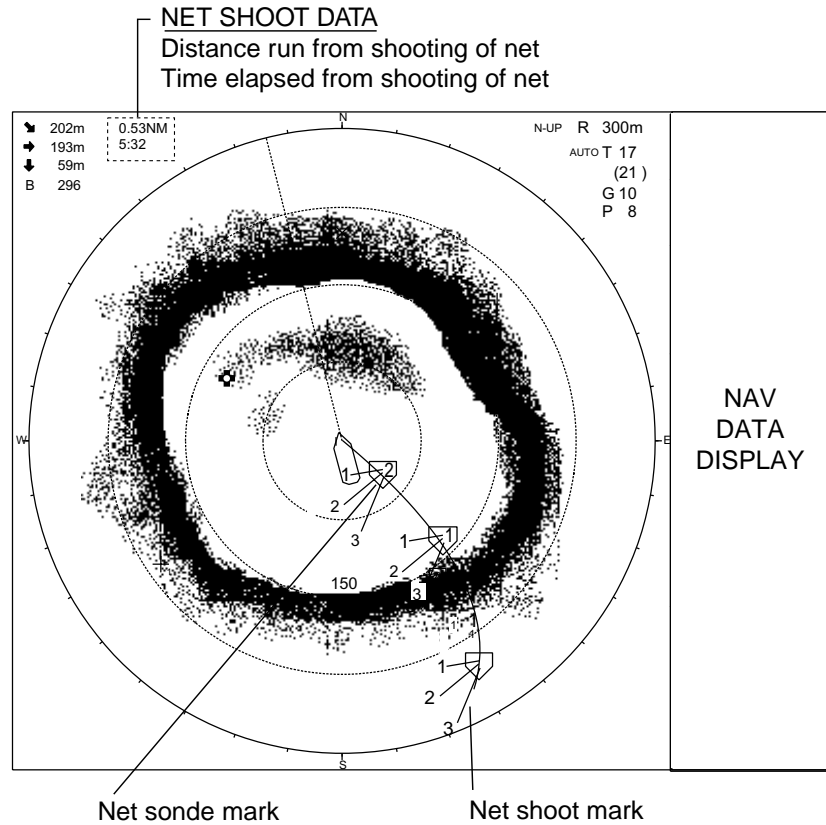 NET SHOOT DATA
Distance run from shooting of net
Time elapsed from shooting of net
202m
193m
59m
B 296
0.53NM
5:32
N
N-UP R 300m
AUTO T 17
(21 )
G 10
P 8
W
E
NAV
DATA
DISPLAY
1 2
2
3
1 1
2
150
3
1
2
3
S
Net sonde mark
Net shoot mark